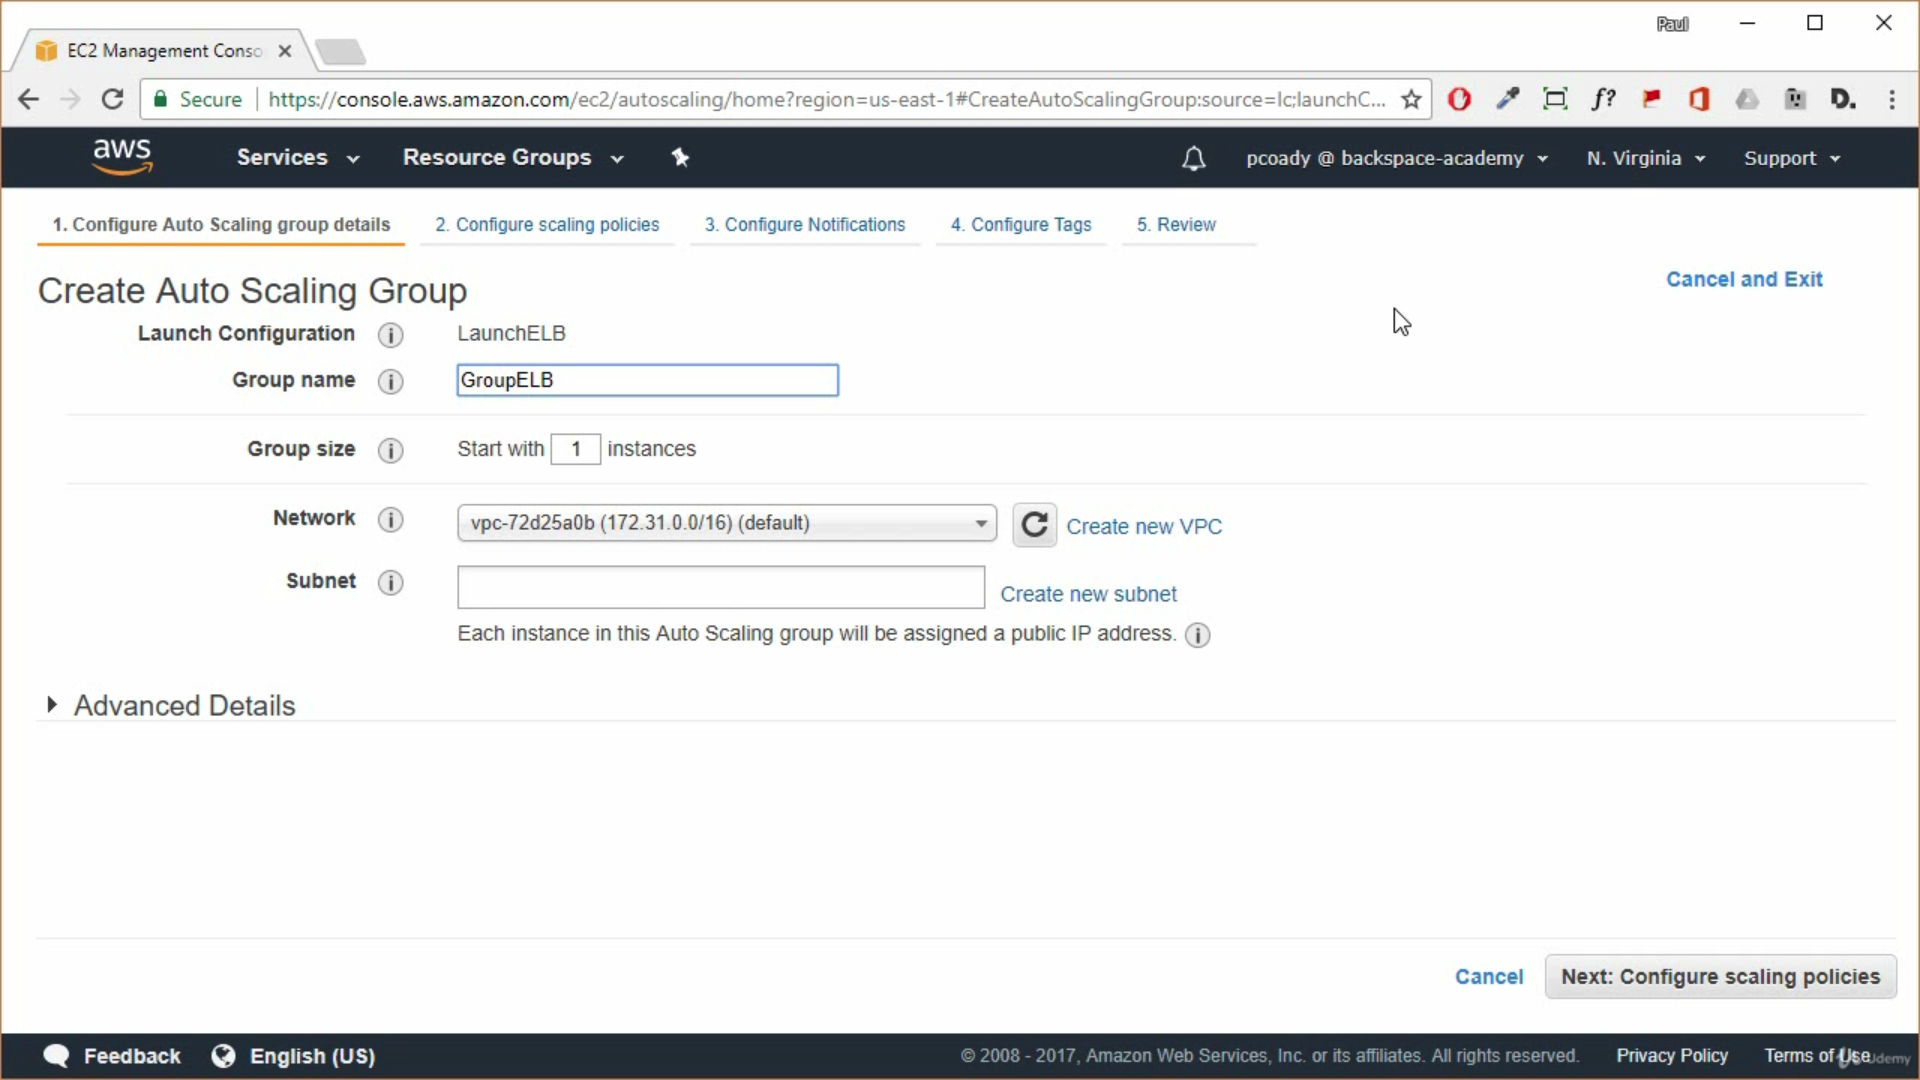 Paul
EC2 Management Conso
Secure https://console.aws.amazon.com/ec2/autoscaling/home?region=us-east-1#CreateAutoScalingGroup:source=lc;launchC... f? D.
aws Services Resource Groups pcoady @ backspace-academy N. Virginia Support
1. Configure Auto Scaling group details 2. Configure scaling policies 3. Configure Notifications 4. Configure Tags 5. Review
Create Auto Scaling Group Cancel and Exit
Launch Configuration i LaunchELB
Group name i GroupELB
Group size i Start with 1 instances
Network i vpc-72d25a0b (172.31.0.0/16) (default) Create new VPC
Subnet i Create new subnet
Each instance in this Auto Scaling group will be assigned a public IP address. i
Advanced Details
Cancel Next: Configure scaling policies
Feedback English (US) © 2008 - 2017, Amazon Web Services, Inc. or its affiliates. All rights reserved. Privacy Policy Terms of Use
Udemy